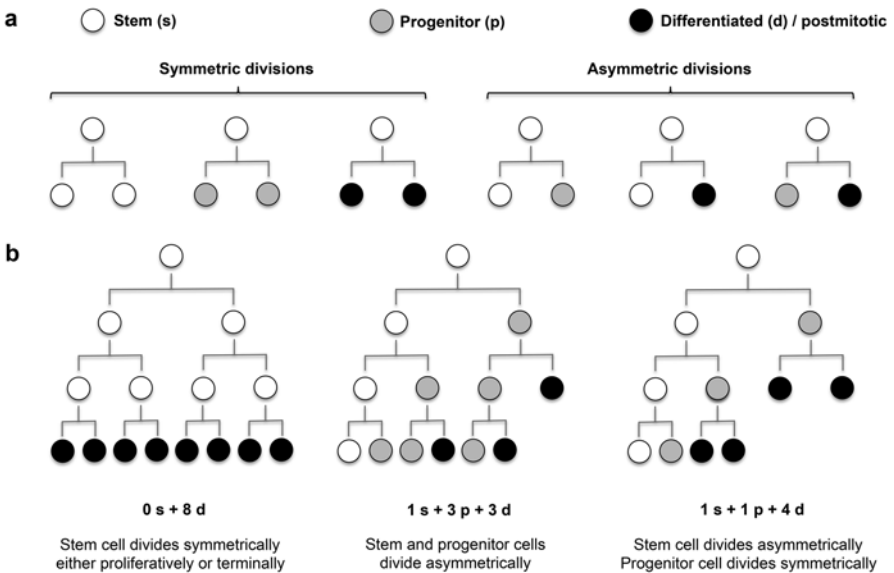 a
Stem (s)
Progenitor (p)
Differentiated (d) / postmitotic
Symmetric divisions
Asymmetric divisions
b
0 s + 8 d
1 s + 3 p + 3 d
1 s + 1 p + 4 d
Stem cell divides symmetrically
either proliferatively or terminally
Stem and progenitor cells
divide asymmetrically
Stem cell divides asymmetrically
Progenitor cell divides symmetrically